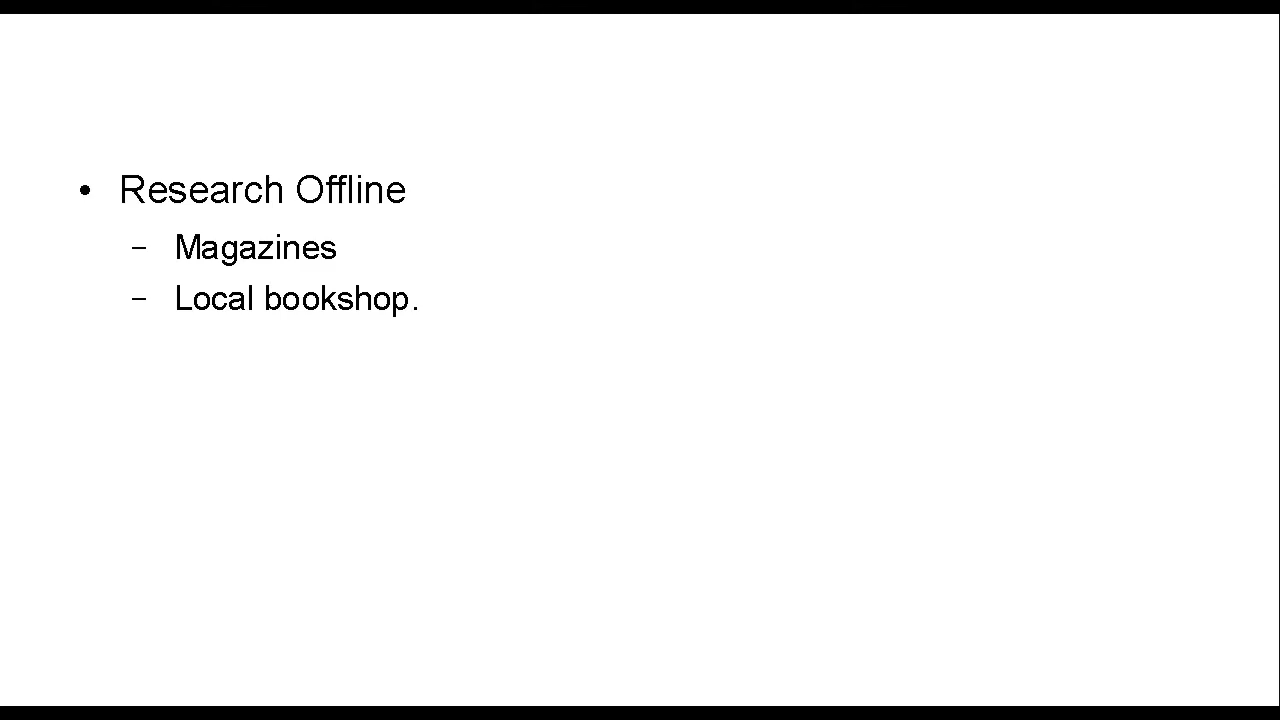 • Research Offline
– Magazines
– Local bookshop.